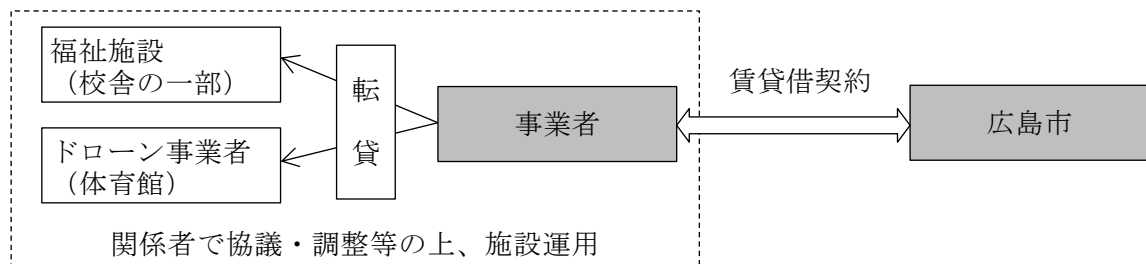 福祉施設
（校舎の一部）
転貸
事業者
賃貸借契約
広島市
ドローン事業者
（体育館）
関係者で協議・調整等の上、施設運用